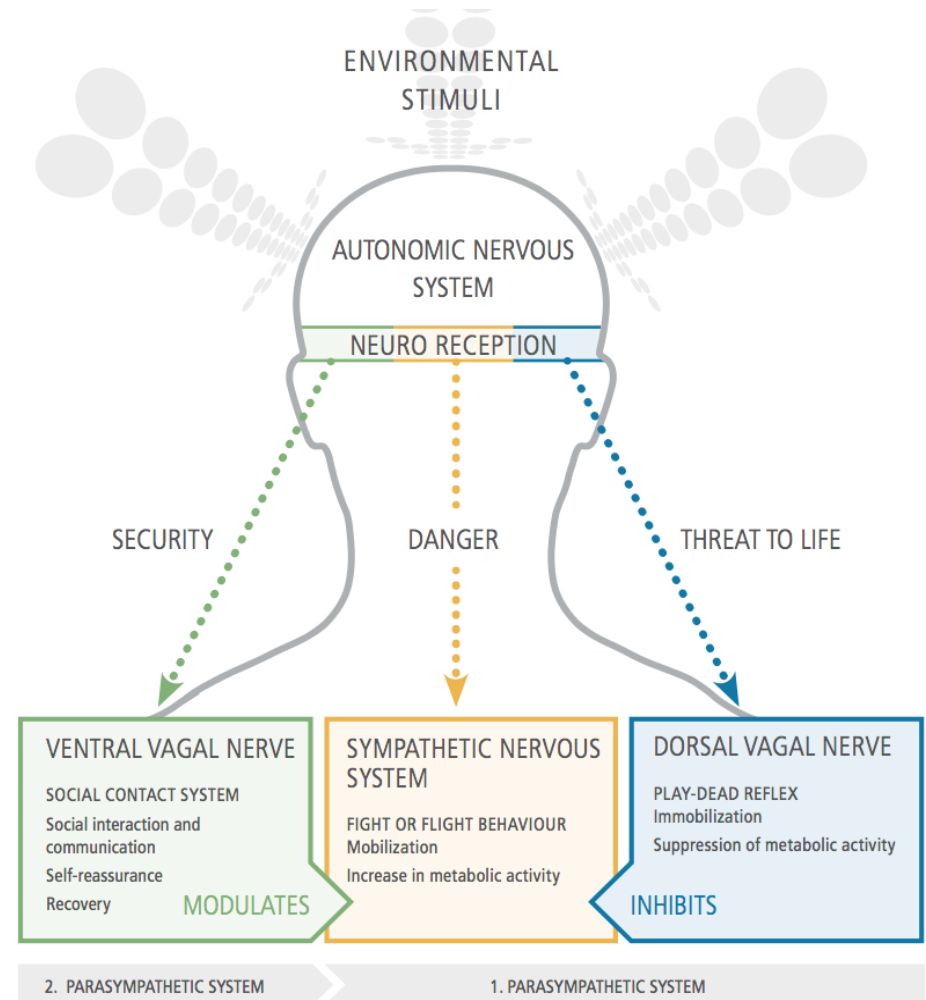 ENVIRONMENTAL
STIMULI
AUTONOMIC NERVOUS
SYSTEM
NEURO RECEPTION
SECURITY
DANGER
THREAT TO LIFE
VENTRAL VAGAL NERVE
SOCIAL CONTACT SYSTEM
Social interaction and
communication
Self-reassurance
Recovery
MODULATES
SYMPATHETIC NERVOUS
SYSTEM
FIGHT OR FLIGHT BEHAVIOUR
Mobilization
Increase in metabolic activity
DORSAL VAGAL NERVE
PLAY-DEAD REFLEX
Immobilization
Suppression of metabolic activity
INHIBITS
2. PARASYMPATHETIC SYSTEM
1. PARASYMPATHETIC SYSTEM